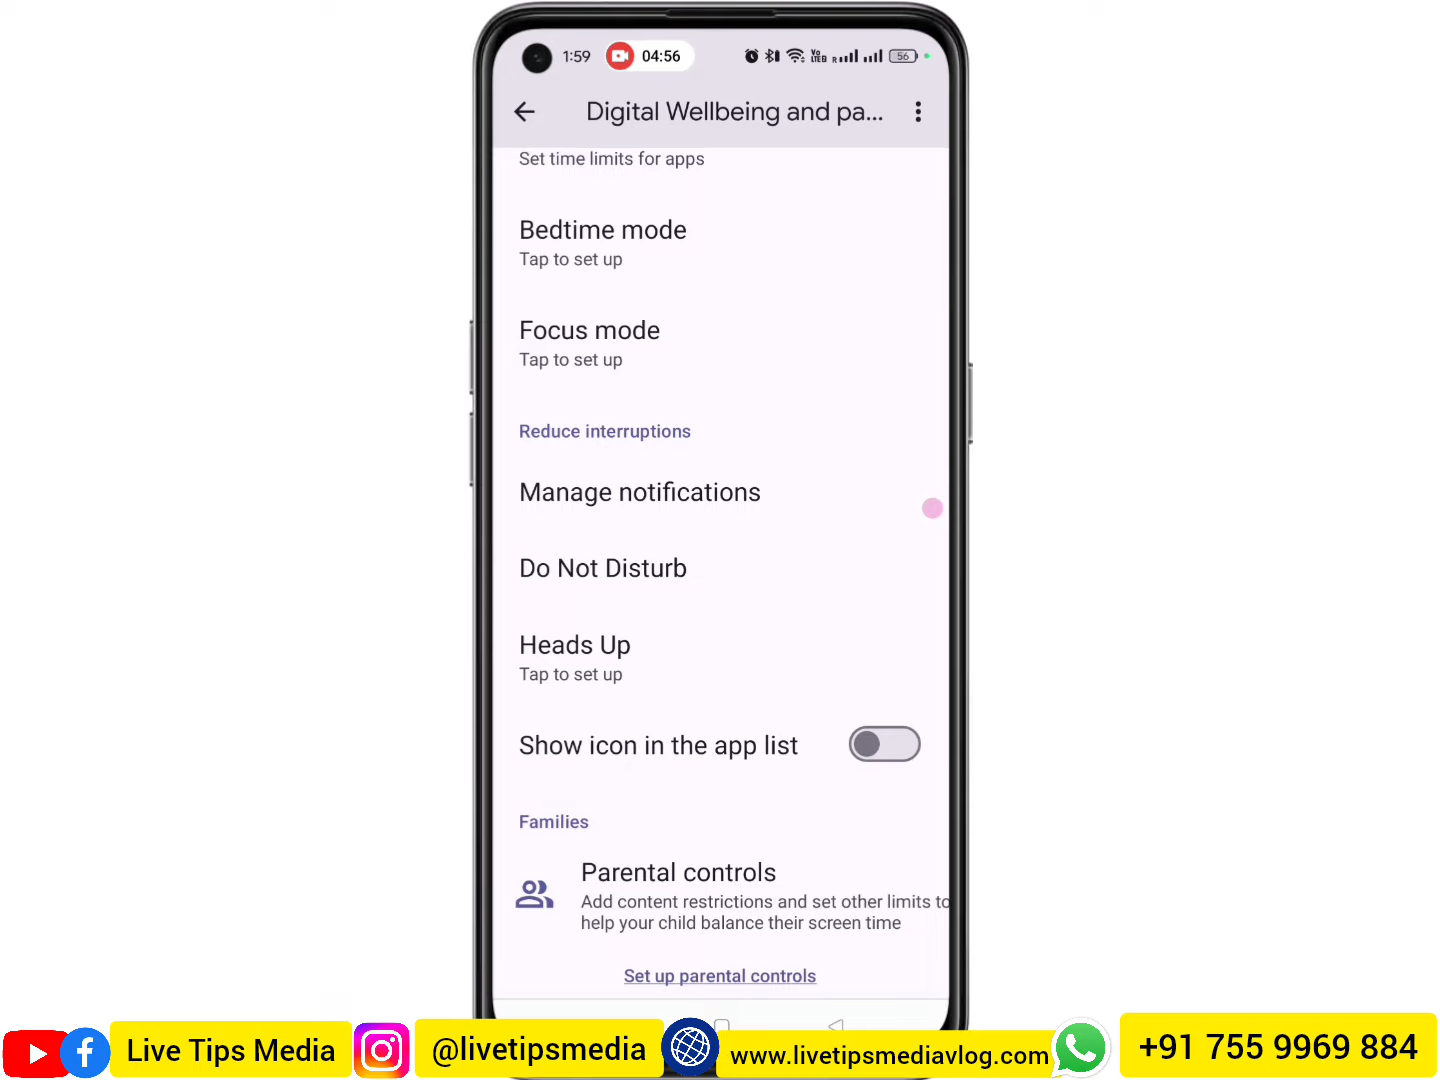 1:59
04:56
Vo
LTE
R
56
Digital Wellbeing and pa...
Set time limits for apps
Bedtime mode
Tap to set up
Focus mode
Tap to set up
Reduce interruptions
Manage notifications
Do Not Disturb
Heads Up
Tap to set up
Show icon in the app list
Families
Parental controls
Add content restrictions and set other limits to
help your child balance their screen time
Set up parental controls
Live Tips Media
@livetipsmedia
www.livetipsmediavlog.com
+91 755 9969 884